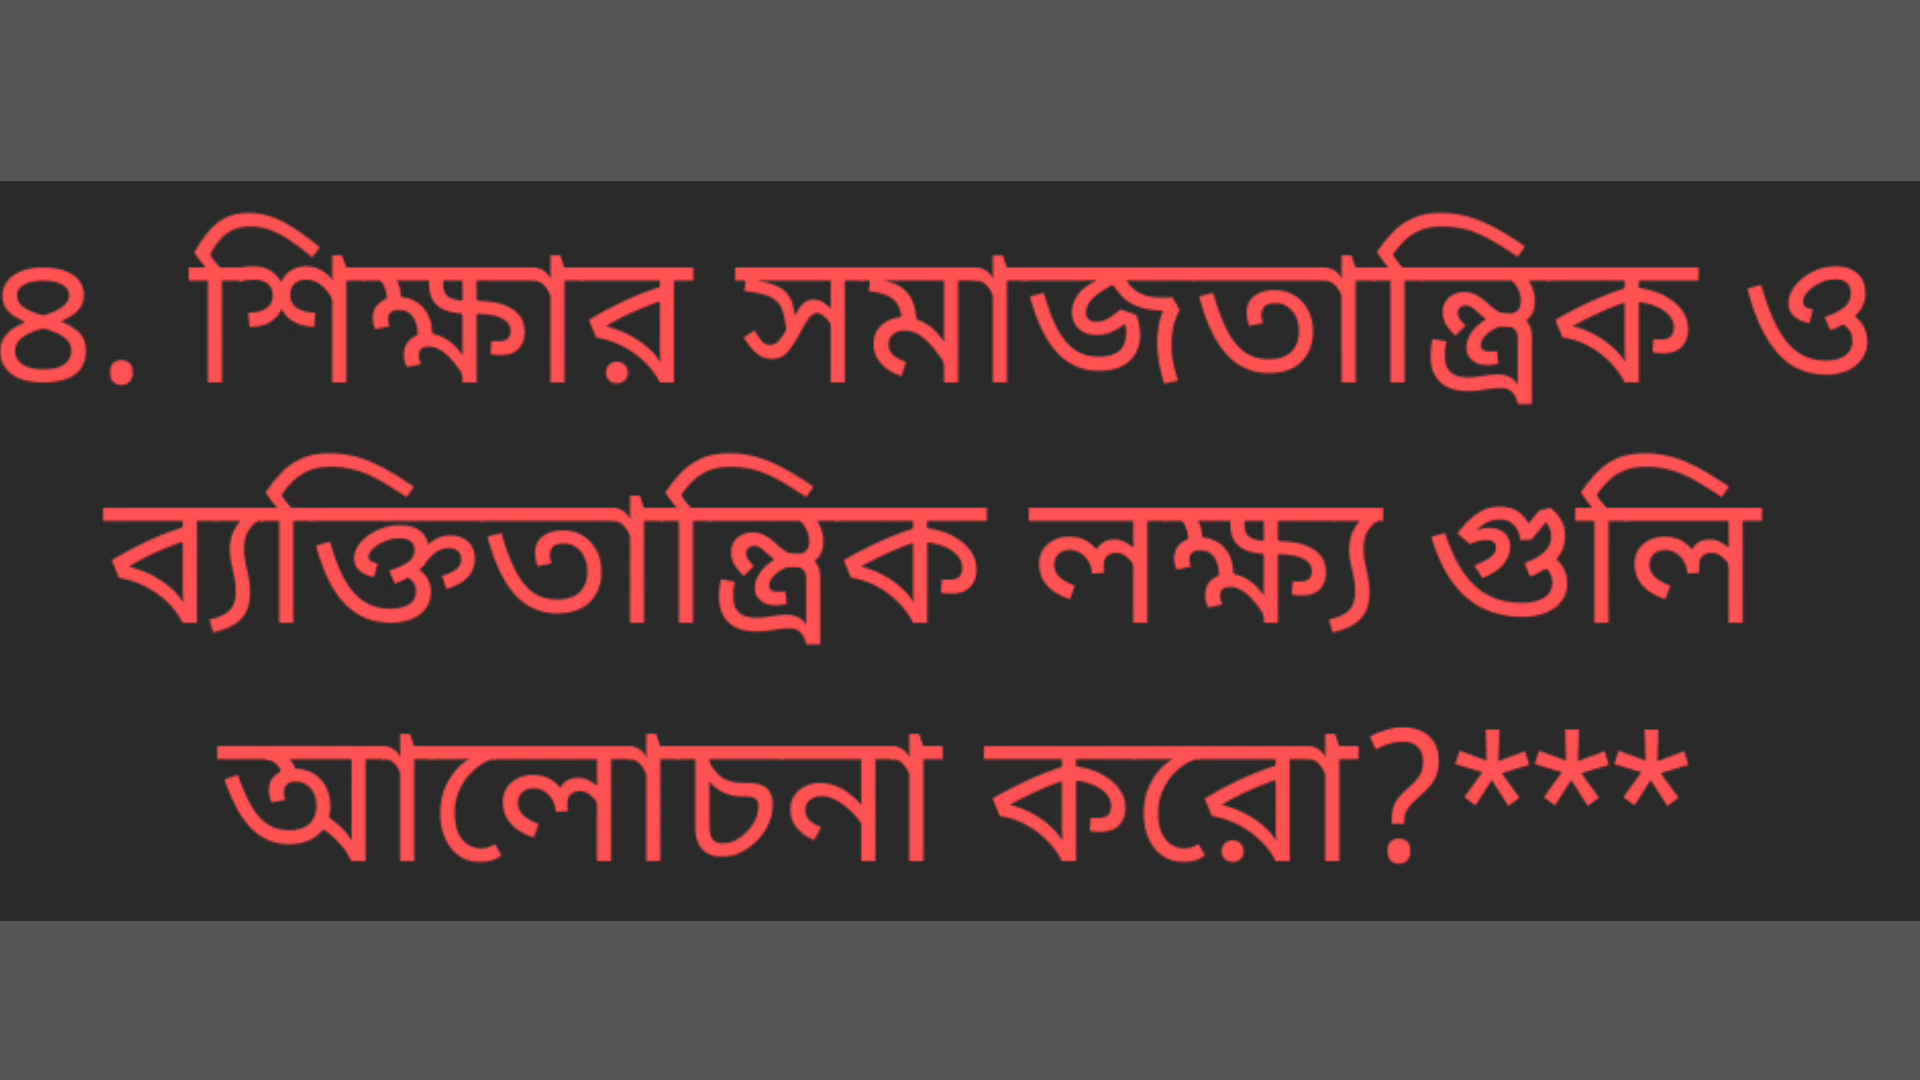 ৪. শিক্ষার সমাজতান্ত্রিক ও
ব্যক্তিতান্ত্রিক লক্ষ্য গুলি
আলোচনা করো?***